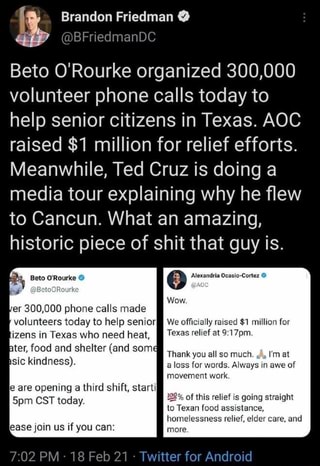 Brandon Friedman
@BFriedmanDC
Beto O'Rourke organized 300,000
volunteer phone calls today to
help senior citizens in Texas. AOC
raised $1 million for relief efforts.
Meanwhile, Ted Cruz is doing a
media tour explaining why he flew
to Cancun. What an amazing,
historic piece of shit that guy is.
Beto O'Rourke
@BetoORourke
ver 300,000 phone calls made
volunteers today to help senior
tizens in Texas who need heat,
ater, food and shelter (and some
asic kindness).
e are opening a third shift, starti
5pm CST today.
ease join us if you can:
Alexandria Ocasio-Cortez
@AOC
Wow.
We officially raised $1 million for
Texas relief at 9:17pm.
Thank you all so much. 🙏🏼 I'm at
a loss for words. Always in awe of
movement work.
💯% of this relief is going straight
to Texan food assistance,
homelessness relief, elder care, and
more.
7:02 PM · 18 Feb 21 · Twitter for Android